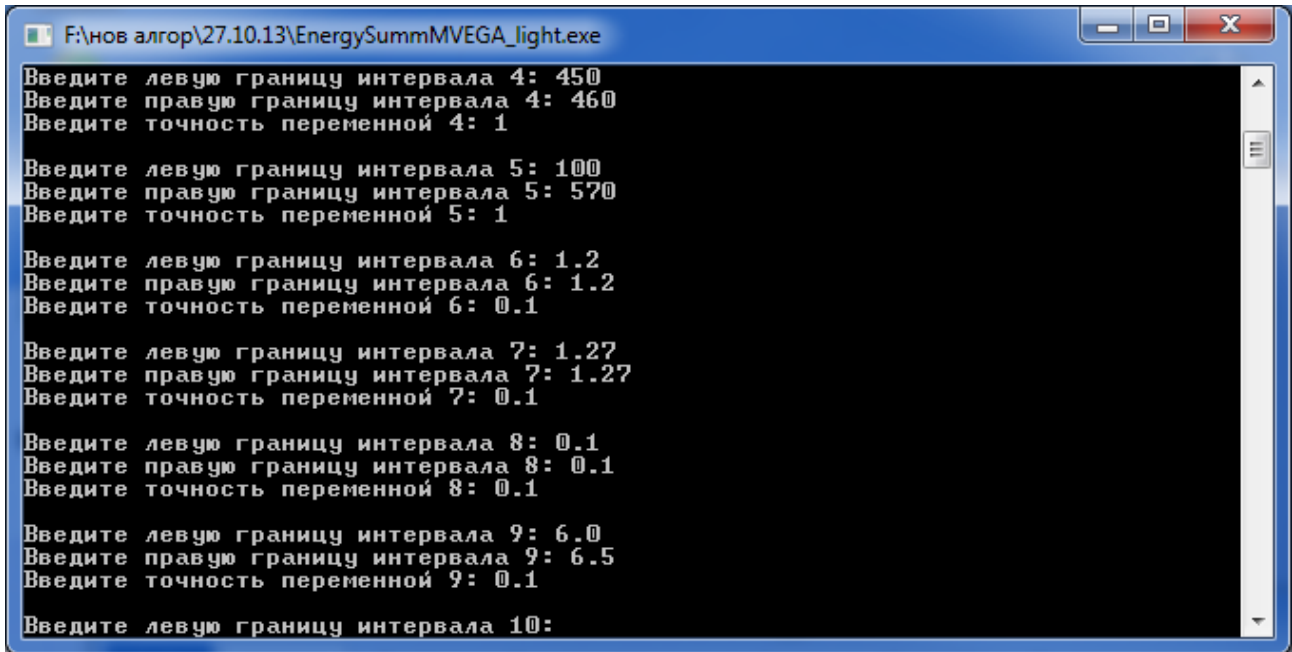 F:\нов алгор\27.10.13\EnergySummMVEGA_light.exe
Введите левую границу интервала 4: 450
Введите правую границу интервала 4: 460
Введите точность переменной 4: 1
Введите левую границу интервала 5: 100
Введите правую границу интервала 5: 570
Введите точность переменной 5: 1
Введите левую границу интервала 6: 1.2
Введите правую границу интервала 6: 1.2
Введите точность переменной 6: 0.1
Введите левую границу интервала 7: 1.27
Введите правую границу интервала 7: 1.27
Введите точность переменной 7: 0.1
Введите левую границу интервала 8: 0.1
Введите правую границу интервала 8: 0.1
Введите точность переменной 8: 0.1
Введите левую границу интервала 9: 6.0
Введите правую границу интервала 9: 6.5
Введите точность переменной 9: 0.1
Введите левую границу интервала 10: